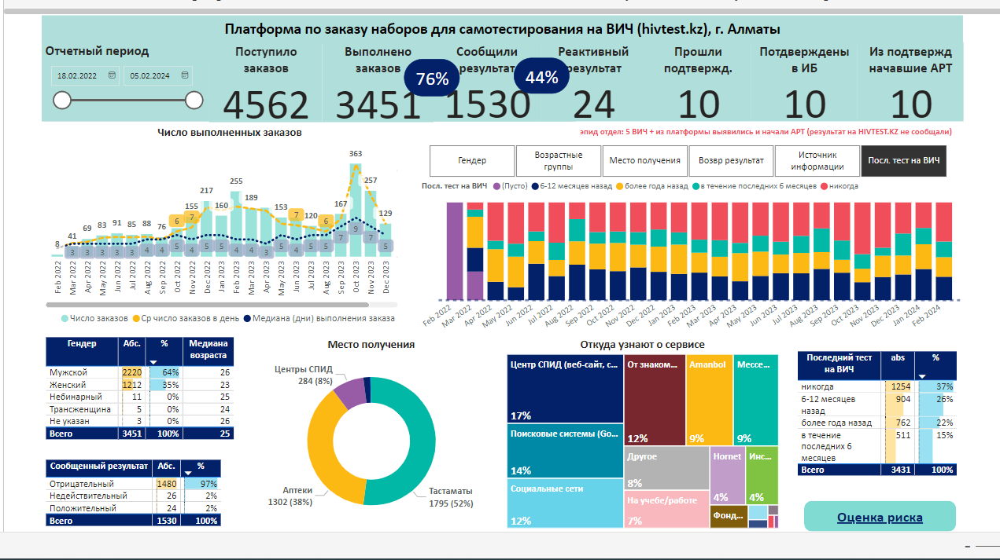 Платформа по заказу наборов для самотестирования на ВИЧ (hivtest.kz), г. Алматы
Отчетный период
18.02.2022
05.02.2024
Поступило
заказов
4562
Выполнено
заказов
3451
76%
Сообщили
результат
1530
44%
Реактивный
результат
24
Прошли
подтвержд.
10
Потдверждены
в ИБ
10
Из подтвержд
начавшие АРТ
10
Число выполненных заказов
эпид отдел: 5 ВИЧ + из платформы выявились и начали АРТ (результат на HIVTEST.KZ не сообщали)
8 41 69 83 91 85 88 76 155 217 160 255 189 153 120 167 363 257 129
6 7 7 6
3 3 3 3 3 4 4 5 4 5 5 4 4 3 5 4 5 5 7 9 7 5
Feb 2022
Mar 2022
Apr 2022
May 2022
Jun 2022
Jul 2022
Aug 2022
Sep 2022
Oct 2022
Nov 2022
Dec 2022
Jan 2023
Feb 2023
Mar 2023
Apr 2023
May 2023
Jun 2023
Jul 2023
Aug 2023
Sep 2023
Oct 2023
Nov 2023
Dec 2023
Число заказов
Ср число заказов в день
Медиана (дни) выполнения заказа
Гендер
Возрастные
группы
Место получения
Возвр результат
Источник
информации
Посл. тест на ВИЧ
Посл. тест на ВИЧ (Пусто) 6-12 месяцев назад более года назад в течение последних 6 месяцев никогда
Feb 2022
Mar 2022
Apr 2022
May 2022
Jun 2022
Jul 2022
Aug 2022
Sep 2022
Oct 2022
Nov 2022
Dec 2022
Jan 2023
Feb 2023
Mar 2023
Apr 2023
May 2023
Jun 2023
Jul 2023
Aug 2023
Sep 2023
Oct 2023
Nov 2023
Dec 2023
Jan 2024
Feb 2024
Гендер Абс. % Медиана
возраста
Мужской 2220 64% 26
Женский 1212 35% 23
Небинарный 11 0% 25
Трансженщина 5 0% 24
Не указан 3 0% 26
Всего 3451 100% 25
Сообщенный результат Абс. %
Отрицательный 1480 97%
Недействительный 26 2%
Положительный 24 2%
Всего 1530 100%
Место получения
Центры СПИД
284 (8%)
Аптеки
1302 (38%)
Тастаматы
1795 (52%)
Откуда узнают о сервисе
Центр СПИД (веб-сайт, с...
17%
Поисковые системы (Go...
14%
Социальные сети
12%
От знаком...
12%
Amanbol
9%
Мессе...
9%
Другое
8%
На учебе/работе
7%
Hornet
4%
Инс...
4%
Фонд...
Последний тест
на ВИЧ abs %
никогда 1254 37%
6-12 месяцев
назад 904 26%
более года назад 762 22%
в течение
последних 6
месяцев 511 15%
Всего 3431 100%
Оценка риска